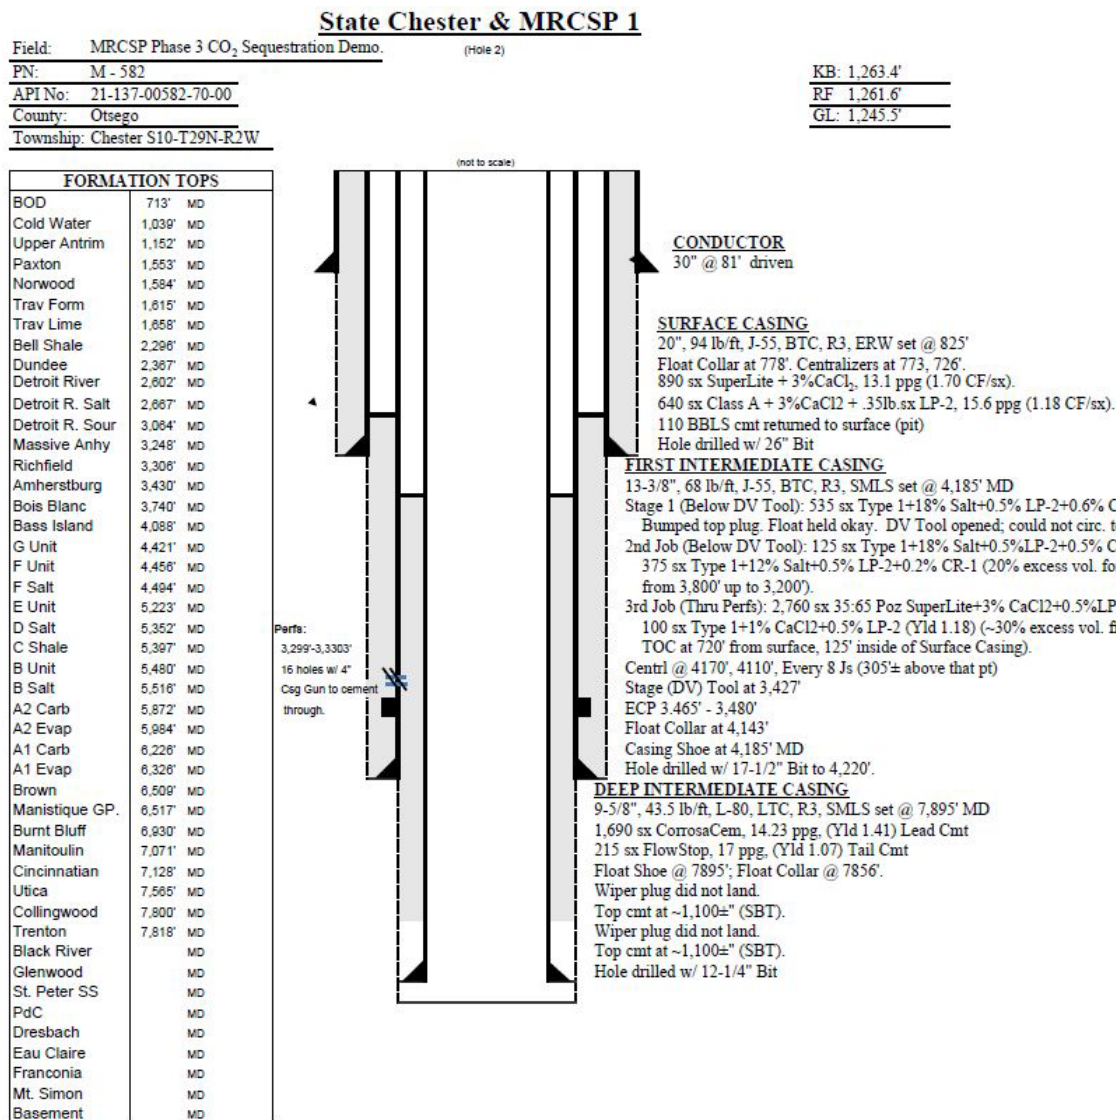 State Chester & MRCSP 1
Field: MRCSP Phase 3 CO2 Sequestration Demo.
(Hole 2)
PN: M - 582
KB: 1,263.4'
API No: 21-137-00582-70-00
RF 1,261.6'
County: Otsego
GL: 1,245.5'
Township: Chester S10-T29N-R2W
(not to scale)
FORMATION TOPS
BOD 713' MD
Cold Water 1,039' MD
Upper Antrim 1,152' MD
Paxton 1,553' MD
Norwood 1,584' MD
Trav Form 1,615' MD
Trav Lime 1,658' MD
Bell Shale 2,296' MD
Dundee 2,367' MD
Detroit River 2,602' MD
Detroit R. Salt 2,667' MD
Detroit R. Sour 3,064' MD
Massive Anhy 3,248' MD
Richfield 3,306' MD
Amherstburg 3,430' MD
Bois Blanc 3,740' MD
Bass Island 4,088' MD
G Unit 4,421' MD
F Unit 4,456' MD
F Salt 4,494' MD
E Unit 5,223' MD
D Salt 5,352' MD
C Shale 5,397' MD
B Unit 5,480' MD
B Salt 5,516' MD
A2 Carb 5,872' MD
A2 Evap 5,984' MD
A1 Carb 6,226' MD
A1 Evap 6,326' MD
Brown 6,509' MD
Manistique GP. 6,517' MD
Burnt Bluff 6,930' MD
Manitoulin 7,071' MD
Cincinnatian 7,128' MD
Utica 7,565' MD
Collingwood 7,800' MD
Trenton 7,818' MD
Black River MD
Glenwood MD
St. Peter SS MD
PdC MD
Dresbach MD
Eau Claire MD
Franconia MD
Mt. Simon MD
Basement MD
Perfs:
3,299'-3,3303'
16 holes w/ 4"
Csg Gun to cement
through.
CONDUCTOR
30" @ 81' driven
SURFACE CASING
20", 94 lb/ft, J-55, BTC, R3, ERW set @ 825'
Float Collar at 778'. Centralizers at 773, 726'.
890 sx SuperLite + 3%CaCl2, 13.1 ppg (1.70 CF/sx).
640 sx Class A + 3%CaCl2 + .35lb.sx LP-2, 15.6 ppg (1.18 CF/sx).
110 BBLS cmt returned to surface (pit)
Hole drilled w/ 26" Bit
FIRST INTERMEDIATE CASING
13-3/8", 68 lb/ft, J-55, BTC, R3, SMLS set @ 4,185' MD
Stage 1 (Below DV Tool): 535 sx Type 1+18% Salt+0.5% LP-2+0.6% C
Bumped top plug. Float held okay. DV Tool opened; could not circ. t
2nd Job (Below DV Tool): 125 sx Type 1+18% Salt+0.5%LP-2+0.5% C
375 sx Type 1+12% Salt+0.5% LP-2+0.2% CR-1 (20% excess vol. fo
from 3,800' up to 3,200').
3rd Job (Thru Perfs): 2,760 sx 35:65 Poz SuperLite+3% CaCl2+0.5%LP
100 sx Type 1+1% CaCl2+0.5% LP-2 (Yld 1.18) (~30% excess vol. f
TOC at 720' from surface, 125' inside of Surface Casing).
Centrl @ 4170', 4110', Every 8 Js (305'± above that pt)
Stage (DV) Tool at 3,427'
ECP 3.465' - 3,480'
Float Collar at 4,143'
Casing Shoe at 4,185' MD
Hole drilled w/ 17-1/2" Bit to 4,220'.
DEEP INTERMEDIATE CASING
9-5/8", 43.5 lb/ft, L-80, LTC, R3, SMLS set @ 7,895' MD
1,690 sx CorrosaCem, 14.23 ppg, (Yld 1.41) Lead Cmt
215 sx FlowStop, 17 ppg, (Yld 1.07) Tail Cmt
Float Shoe @ 7895'; Float Collar @ 7856'.
Wiper plug did not land.
Top cmt at ~1,100±" (SBT).
Wiper plug did not land.
Top cmt at ~1,100±" (SBT).
Hole drilled w/ 12-1/4" Bit